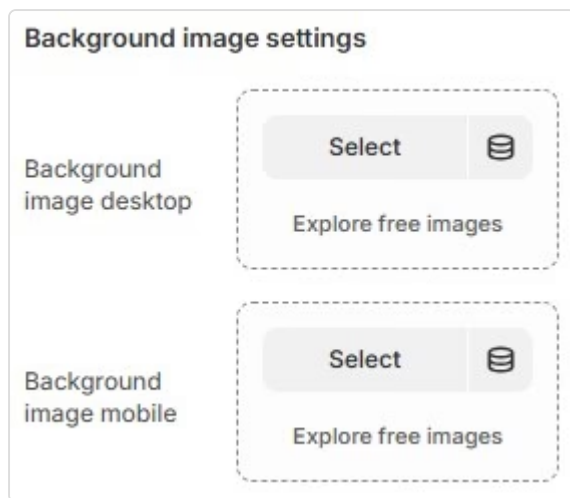 Background image settings
Background
image desktop
Select
Explore free images
Background
image mobile
Select
Explore free images